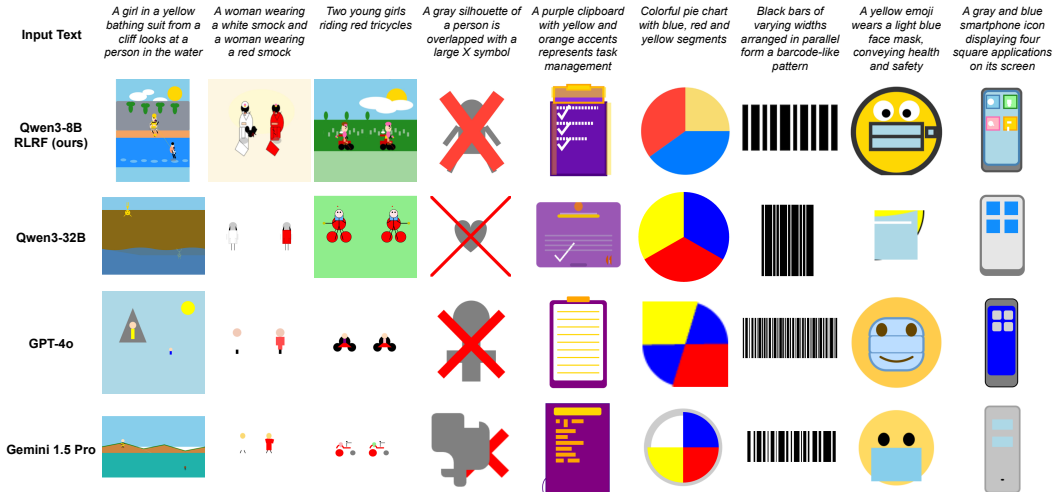 Input Text
A girl in a yellow
bathing suit from a
cliff looks at a
person in the water
A woman wearing
a white smock and
a woman wearing
a red smock
Two young girls
riding red tricycles
A gray silhouette of
a person is
overlapped with a
large X symbol
A purple clipboard
with yellow and
orange accents
represents task
management
Colorful pie chart
with blue, red and
yellow segments
Black bars of
varying widths
arranged in parallel
form a barcode-like
pattern
A yellow emoji
wears a light blue
face mask,
conveying health
and safety
A gray and blue
smartphone icon
displaying four
square applications
on its screen
Qwen3-8B
RLRF (ours)
Qwen3-32B
GPT-4o
Gemini 1.5 Pro